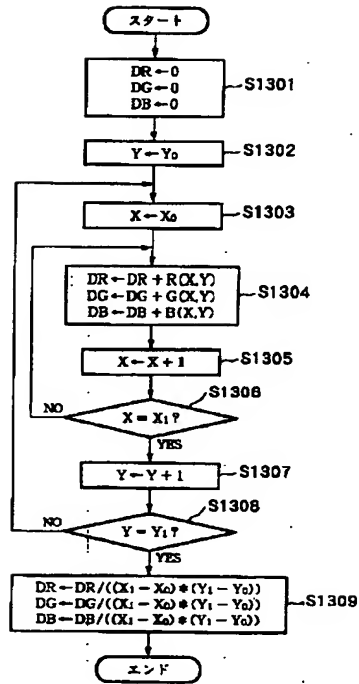 スタート
DR←0
DG←0
DB←0
S1301
Y←Y₀
S1302
X←X₀
S1303
DR←DR + R(X,Y)
DG←DG + G(X,Y)
DB←DB + B(X,Y)
S1304
X←X + 1
S1305
S1306
X = X₁?
NO
YES
Y←Y + 1
S1307
S1308
Y = Y₁?
NO
YES
DR←DR/((X₁ − X₀) * (Y₁ − Y₀))
DG←DG/((X₁ − X₀) * (Y₁ − Y₀))
DB←DB/((X₁ − X₀) * (Y₁ − Y₀))
S1309
エンド